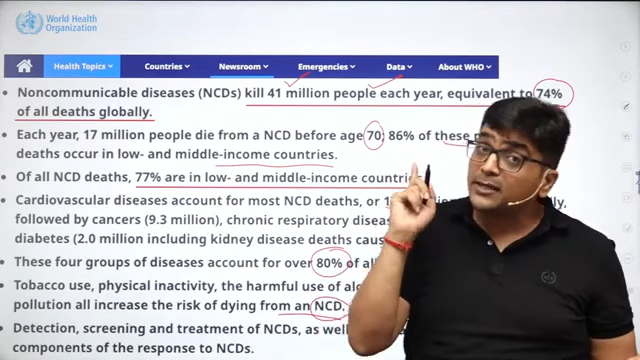 World Health
Organization
Health Topics
Countries
Newsroom
Emergencies
Data
About WHO
Noncommunicable diseases (NCDs) kill 41 million people each year, equivalent to 74%
of all deaths globally.
Each year, 17 million people die from a NCD before age 70; 86% of these
deaths occur in low- and middle-income countries.
Of all NCD deaths, 77% are in low- and middle-income
Cardiovascular diseases account for most NCD deaths, or
followed by cancers (9.3 million), chronic respiratory
diabetes (2.0 million including kidney disease deaths
These four groups of diseases account for over 80% of
Tobacco use, physical inactivity, the harmful use of
pollution all increase the risk of dying from an NCD.
Detection, screening and treatment of NCDs, as
components of the response to NCDs.